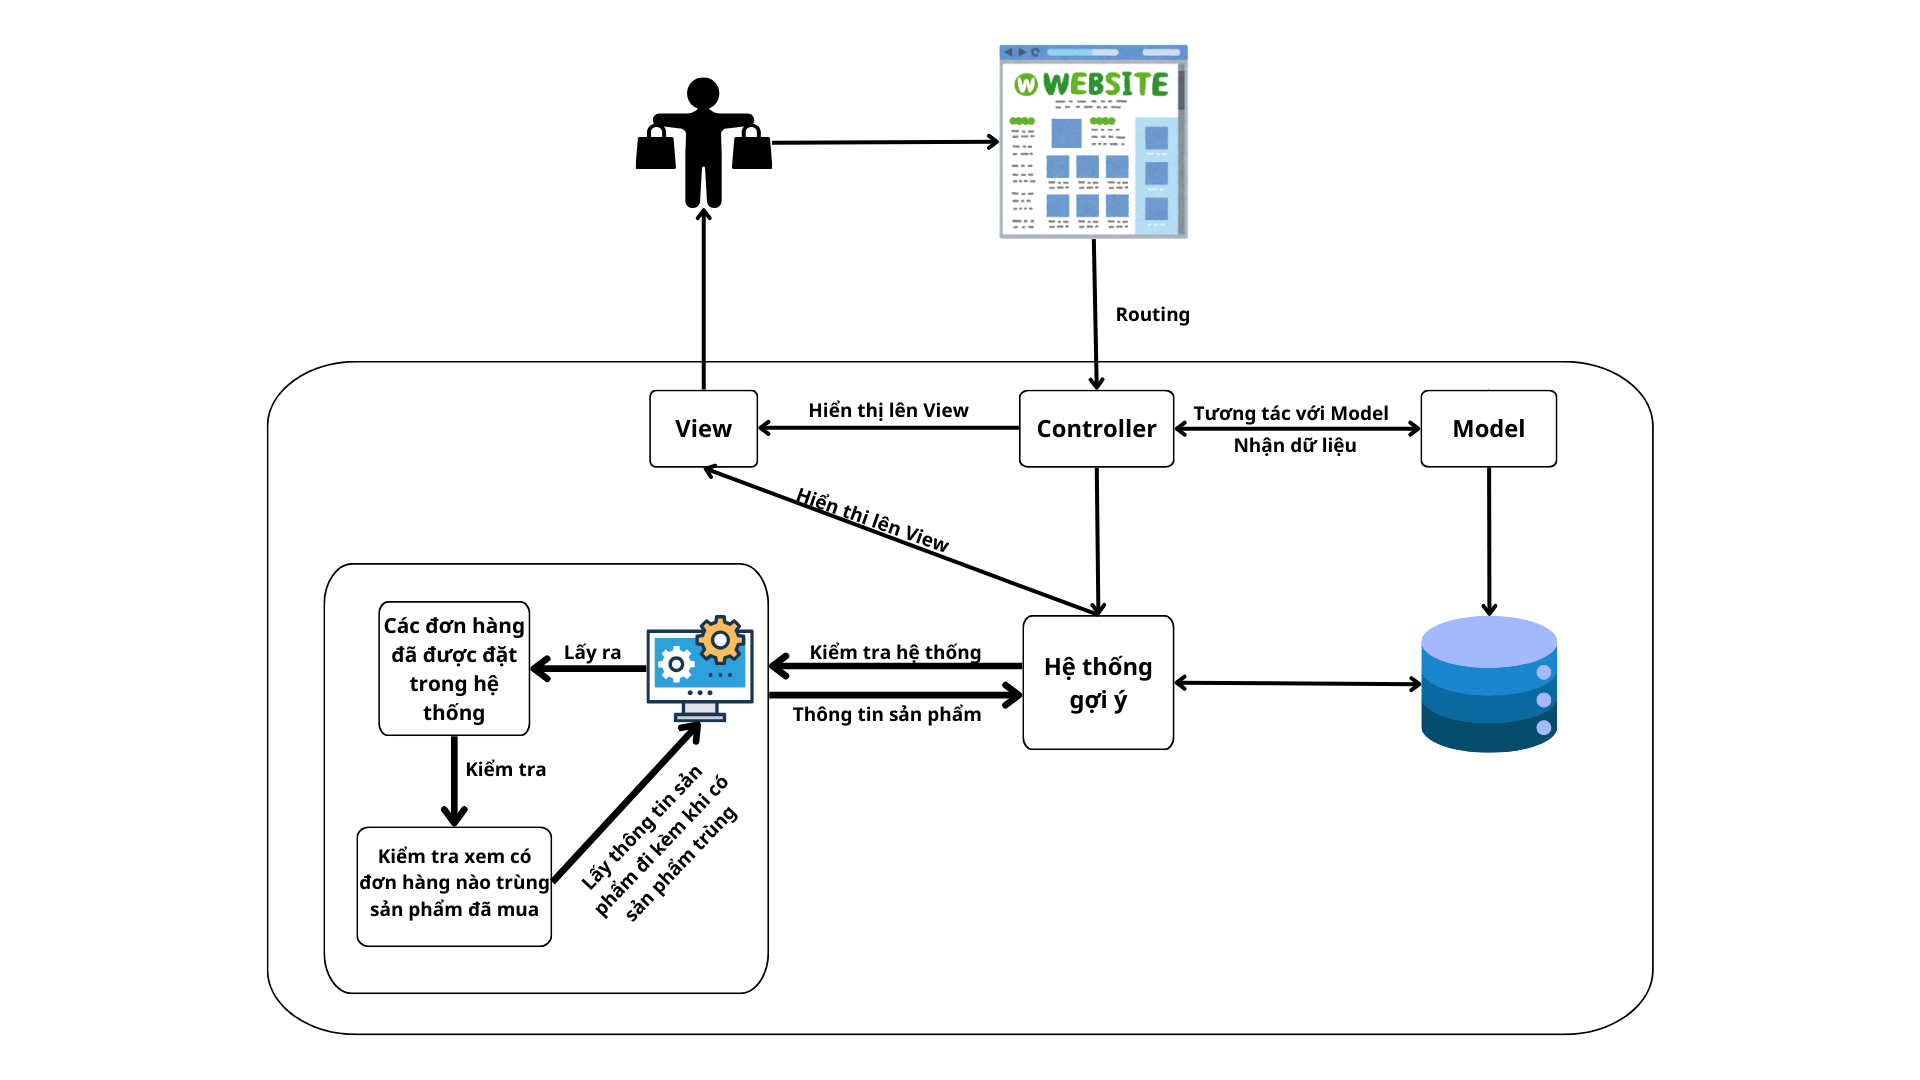 W WEBSITE
Routing
View
Hiển thị lên View
Controller
Tương tác với Model
Nhận dữ liệu
Model
Hiển thi lên View
Các đơn hàng
đã được đặt
trong hệ
thống
Lấy ra
Kiểm tra hệ thống
Thông tin sản phẩm
Hệ thống
gợi ý
Kiểm tra
Kiểm tra xem có
đơn hàng nào trùng
sản phẩm đã mua
Lấy thông tin sản
phẩm đi kèm khi có
sản phẩm trùng